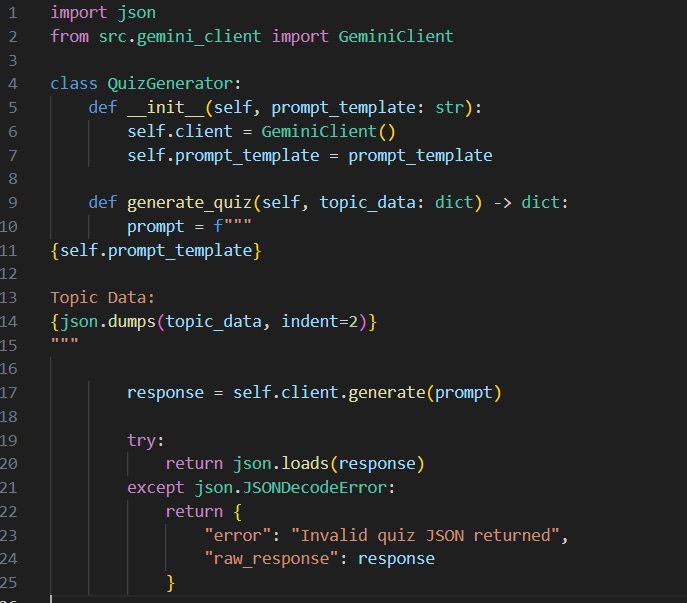 1 import json
2 from src.gemini_client import GeminiClient
3
4 class QuizGenerator:
5     def __init__(self, prompt_template: str):
6         self.client = GeminiClient()
7         self.prompt_template = prompt_template
8
9     def generate_quiz(self, topic_data: dict) -> dict:
10         prompt = f"""
11 {self.prompt_template}
12
13 Topic Data:
14 {json.dumps(topic_data, indent=2)}
15 """
16
17         response = self.client.generate(prompt)
18
19         try:
20             return json.loads(response)
21         except json.JSONDecodeError:
22             return {
23                 "error": "Invalid quiz JSON returned",
24                 "raw_response": response
25             }